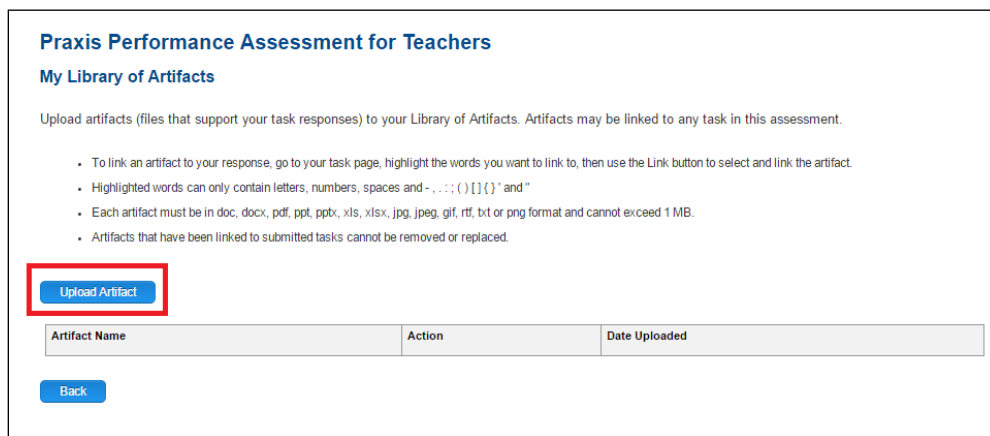 Praxis Performance Assessment for Teachers
My Library of Artifacts
Upload artifacts (files that support your task responses) to your Library of Artifacts. Artifacts may be linked to any task in this assessment.
• To link an artifact to your response, go to your task page, highlight the words you want to link to, then use the Link button to select and link the artifact.
• Highlighted words can only contain letters, numbers, spaces and - , . : ; ( ) [ ] { } ' and "
• Each artifact must be in doc, docx, pdf, ppt, pptx, xls, xlsx, jpg, jpeg, gif, rtf, txt or png format and cannot exceed 1 MB.
• Artifacts that have been linked to submitted tasks cannot be removed or replaced.
Upload Artifact
Artifact Name Action Date Uploaded
Back